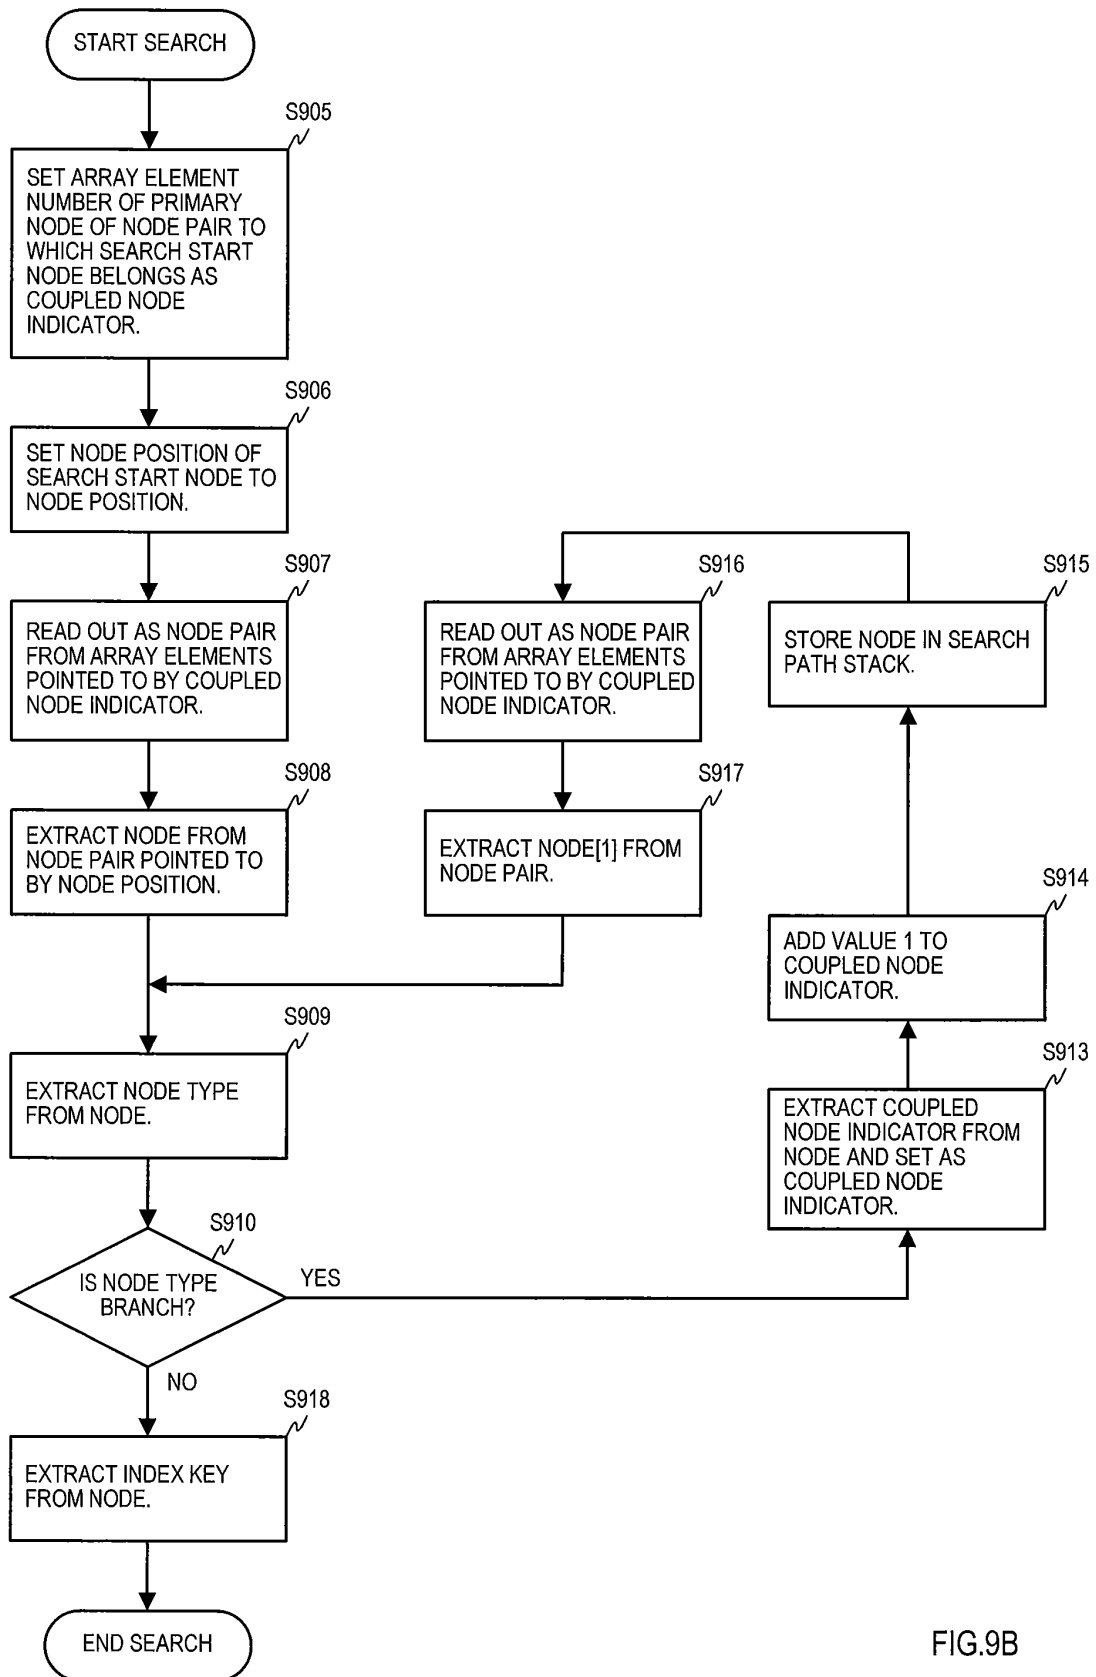 START SEARCH
S905
SET ARRAY ELEMENT
NUMBER OF PRIMARY
NODE OF NODE PAIR TO
WHICH SEARCH START
NODE BELONGS AS
COUPLED NODE
INDICATOR.
S906
SET NODE POSITION OF
SEARCH START NODE TO
NODE POSITION.
S907
READ OUT AS NODE PAIR
FROM ARRAY ELEMENTS
POINTED TO BY COUPLED
NODE INDICATOR.
S908
EXTRACT NODE FROM
NODE PAIR POINTED TO
BY NODE POSITION.
S909
EXTRACT NODE TYPE
FROM NODE.
S910
IS NODE TYPE
BRANCH?
YES
NO
S913
EXTRACT COUPLED
NODE INDICATOR FROM
NODE AND SET AS
COUPLED NODE
INDICATOR.
S914
ADD VALUE 1 TO
COUPLED NODE
INDICATOR.
S915
STORE NODE IN SEARCH
PATH STACK.
S916
READ OUT AS NODE PAIR
FROM ARRAY ELEMENTS
POINTED TO BY COUPLED
NODE INDICATOR.
S917
EXTRACT NODE[1] FROM
NODE PAIR.
S918
EXTRACT INDEX KEY
FROM NODE.
END SEARCH
FIG.9B